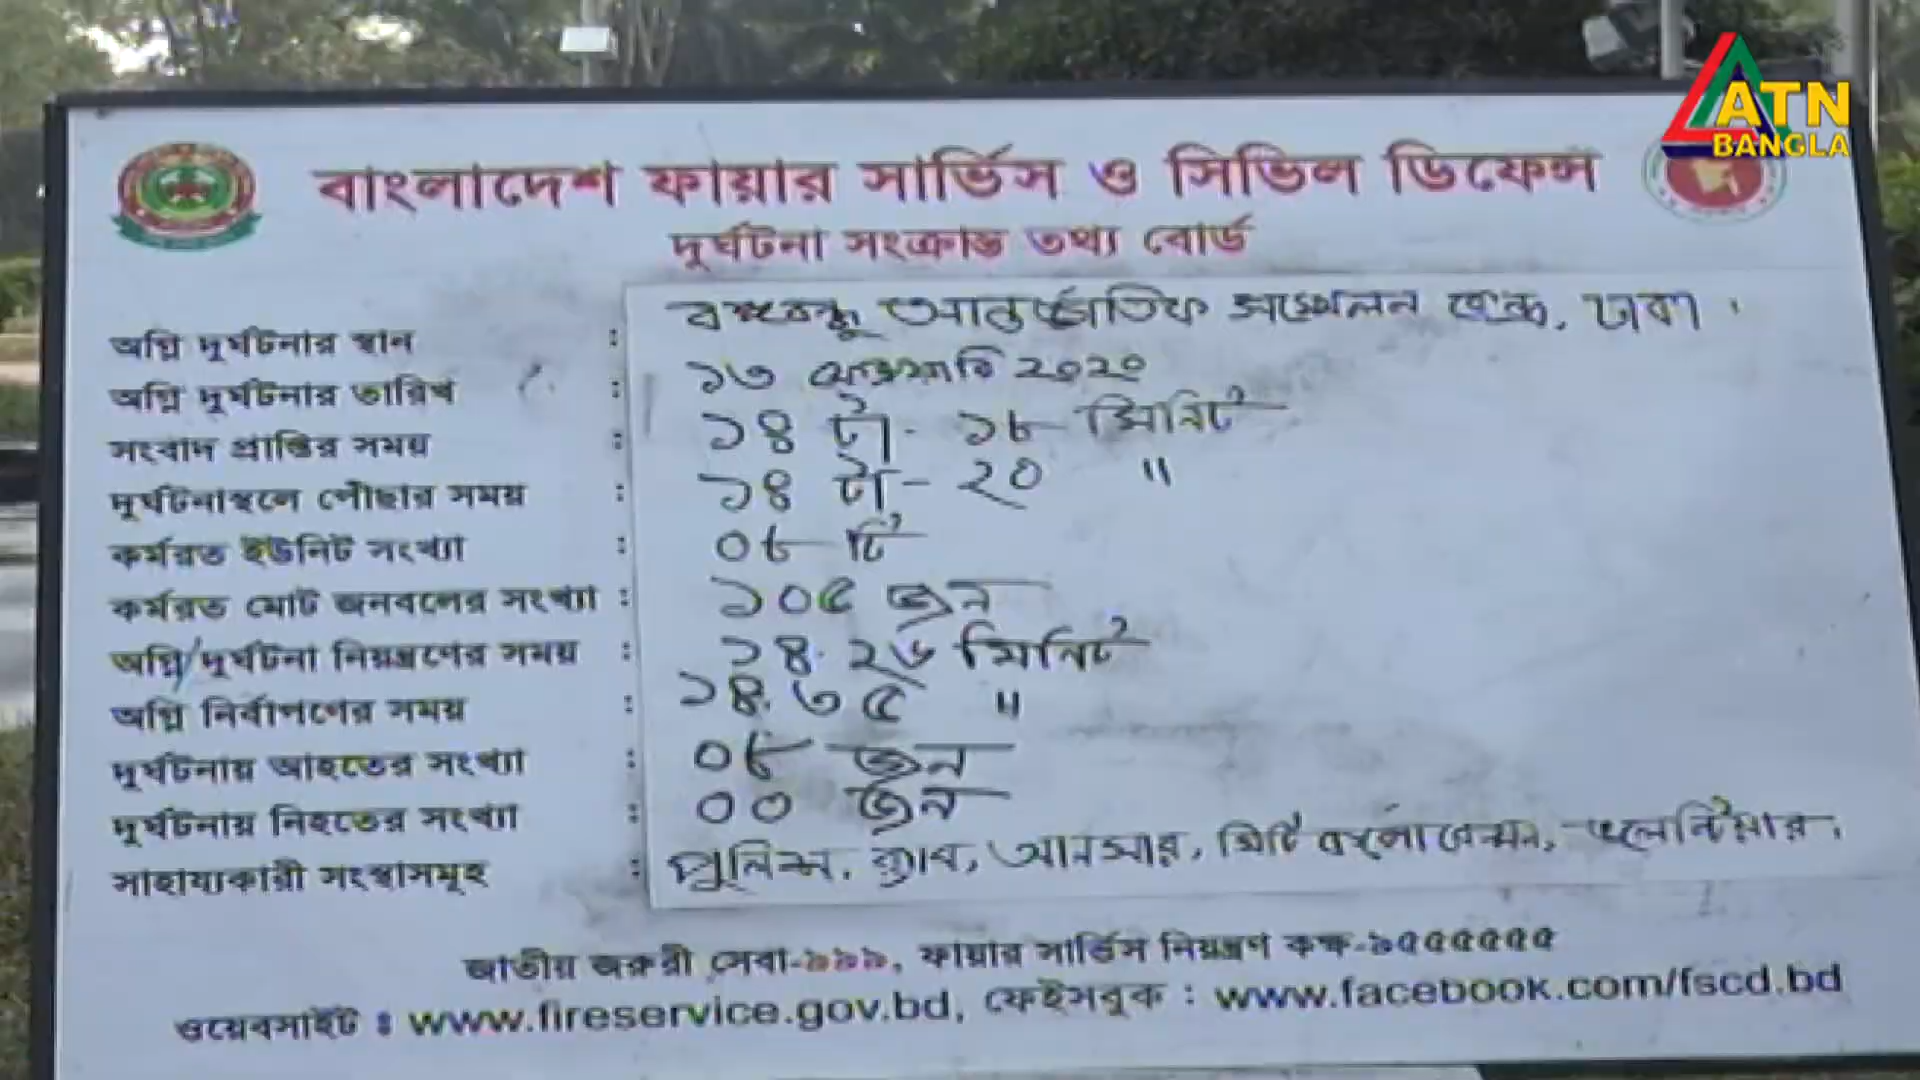 ATN
BANGLA
বাংলাদেশ ফায়ার সার্ভিস ও সিভিল ডিফেন্স
দুর্ঘটনা সংক্রান্ত তথ্য বোর্ড
অগ্নি দুর্ঘটনার স্থান : বঙ্গবন্ধু আন্তর্জাতিক সম্মেলন কেন্দ্র, ঢাকা।
অগ্নি দুর্ঘটনার তারিখ : ১৩ ফেব্রুয়ারি ২০২০
সংবাদ প্রাপ্তির সময় : ১৪ টা- ১৮ মিনিট
দুর্ঘটনাস্থলে পৌছার সময় : ১৪ টা- ২০ "
কর্মরত ইউনিট সংখ্যা : ০৮ টি
কর্মরত মোট জনবলের সংখ্যা : ১০৫ জন
অগ্নি/দুর্ঘটনা নিয়ন্ত্রণের সময় : ১৪. ২৬ মিনিট
অগ্নি নির্বাপণের সময় : ১৪. ৩৫ "
দুর্ঘটনায় আহতের সংখ্যা : ০৮ জন
দুর্ঘটনায় নিহতের সংখ্যা : ০০ জন
সাহায্যকারী সংস্থাসমূহ : পুলিশ, র‍্যাব, আনসার, সিটি কর্পোরেশন, ভলেন্টিয়ার।
জাতীয় জরুরী সেবা-৯৯৯, ফায়ার সার্ভিস নিয়ন্ত্রণ কক্ষ-৯৫৫৫৫৫৫
ওয়েবসাইট : www.fireservice.gov.bd, ফেইসবুক : www.facebook.com/fscd.bd